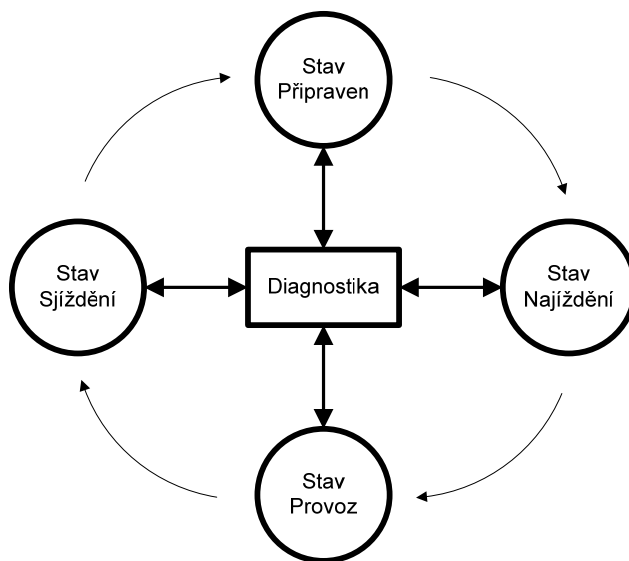 Stav
Připraven
Stav
Sjíždění
Diagnostika
Stav
Najíždění
Stav
Provoz